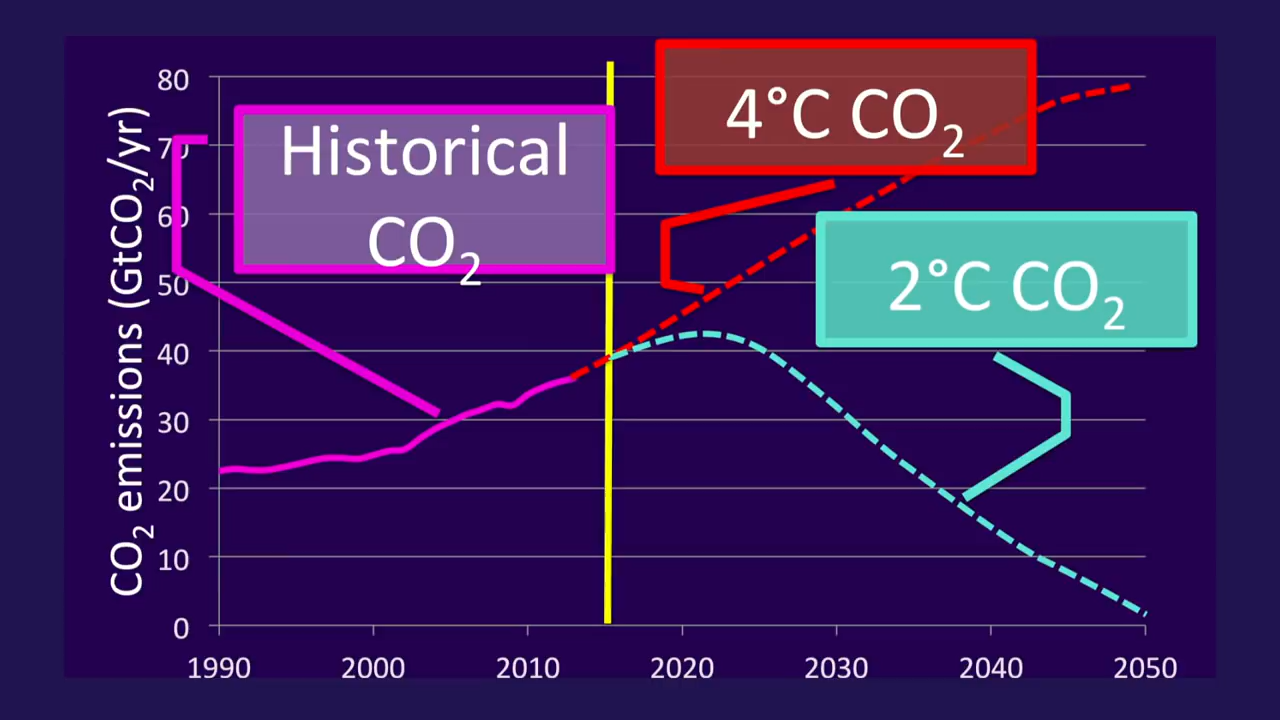 80
70
60
50
40
30
20
10
0
CO₂ emissions (GtCO₂/yr)
Historical
CO₂
4°C CO₂
2°C CO₂
1990 2000 2010 2020 2030 2040 2050